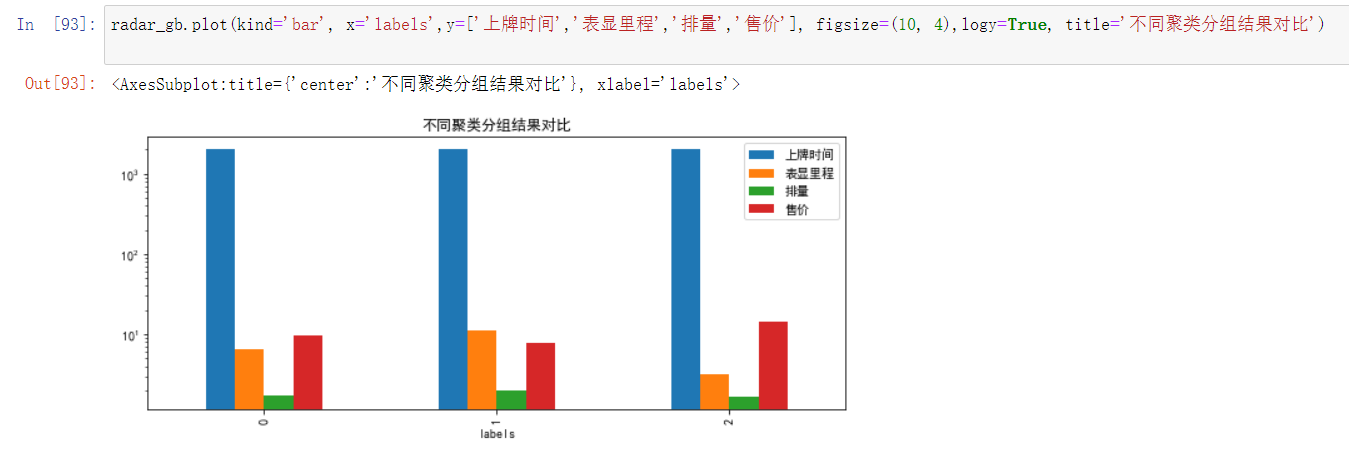 In [93]: radar_gb.plot(kind='bar', x='labels',y=['上牌时间','表显里程','排量','售价'], figsize=(10, 4),logy=True, title='不同聚类分组结果对比')
Out[93]: <AxesSubplot:title={'center':'不同聚类分组结果对比'}, xlabel='labels'>
不同聚类分组结果对比
上牌时间
表显里程
排量
售价
10³
10²
10¹
0 1 2
labels